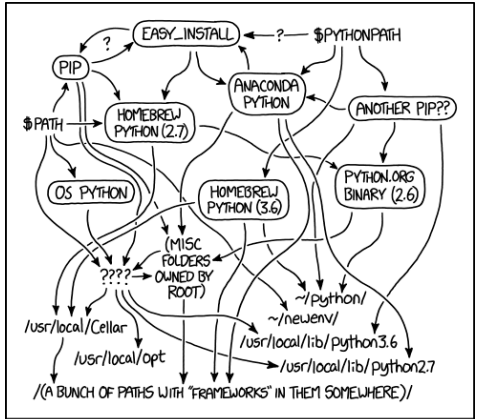 EASY_INSTALL
?
?
$PYTHONPATH
PIP
ANACONDA
PYTHON
ANOTHER PIP??
HOMEBREW
PYTHON (2.7)
$PATH
OS PYTHON
HOMEBREW
PYTHON (3.6)
PYTHON.ORG
BINARY (2.6)
(MISC
FOLDERS
OWNED BY
ROOT)
????
~/python/
~/newenv/
/usr/local/Cellar
/usr/local/lib/python3.6
/usr/local/opt
/usr/local/lib/python2.7
/(A BUNCH OF PATHS WITH "FRAMEWORKS" IN THEM SOMEWHERE)/